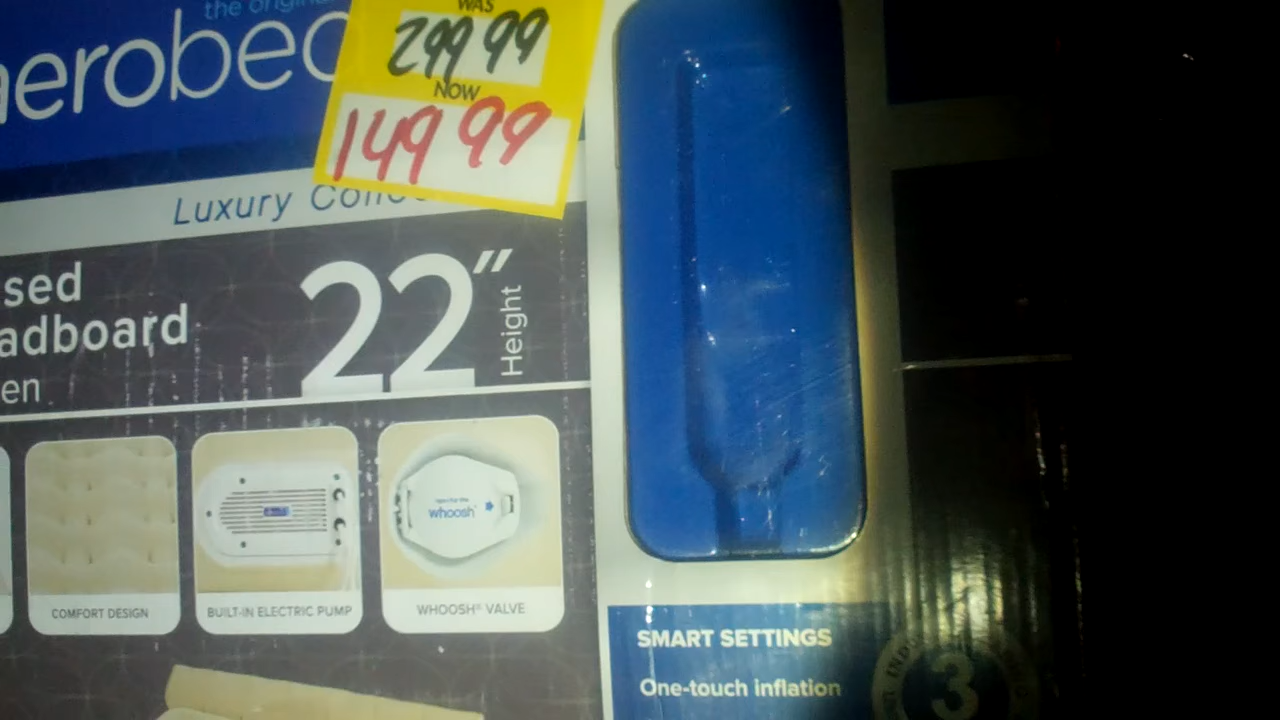 the original
aerobed
WAS
299 99
NOW
149 99
Luxury Colle
sed
adboard
en
22" Height
COMFORT DESIGN
BUILT-IN ELECTRIC PUMP
whoosh
WHOOSH® VALVE
SMART SETTINGS
One-touch inflation
3